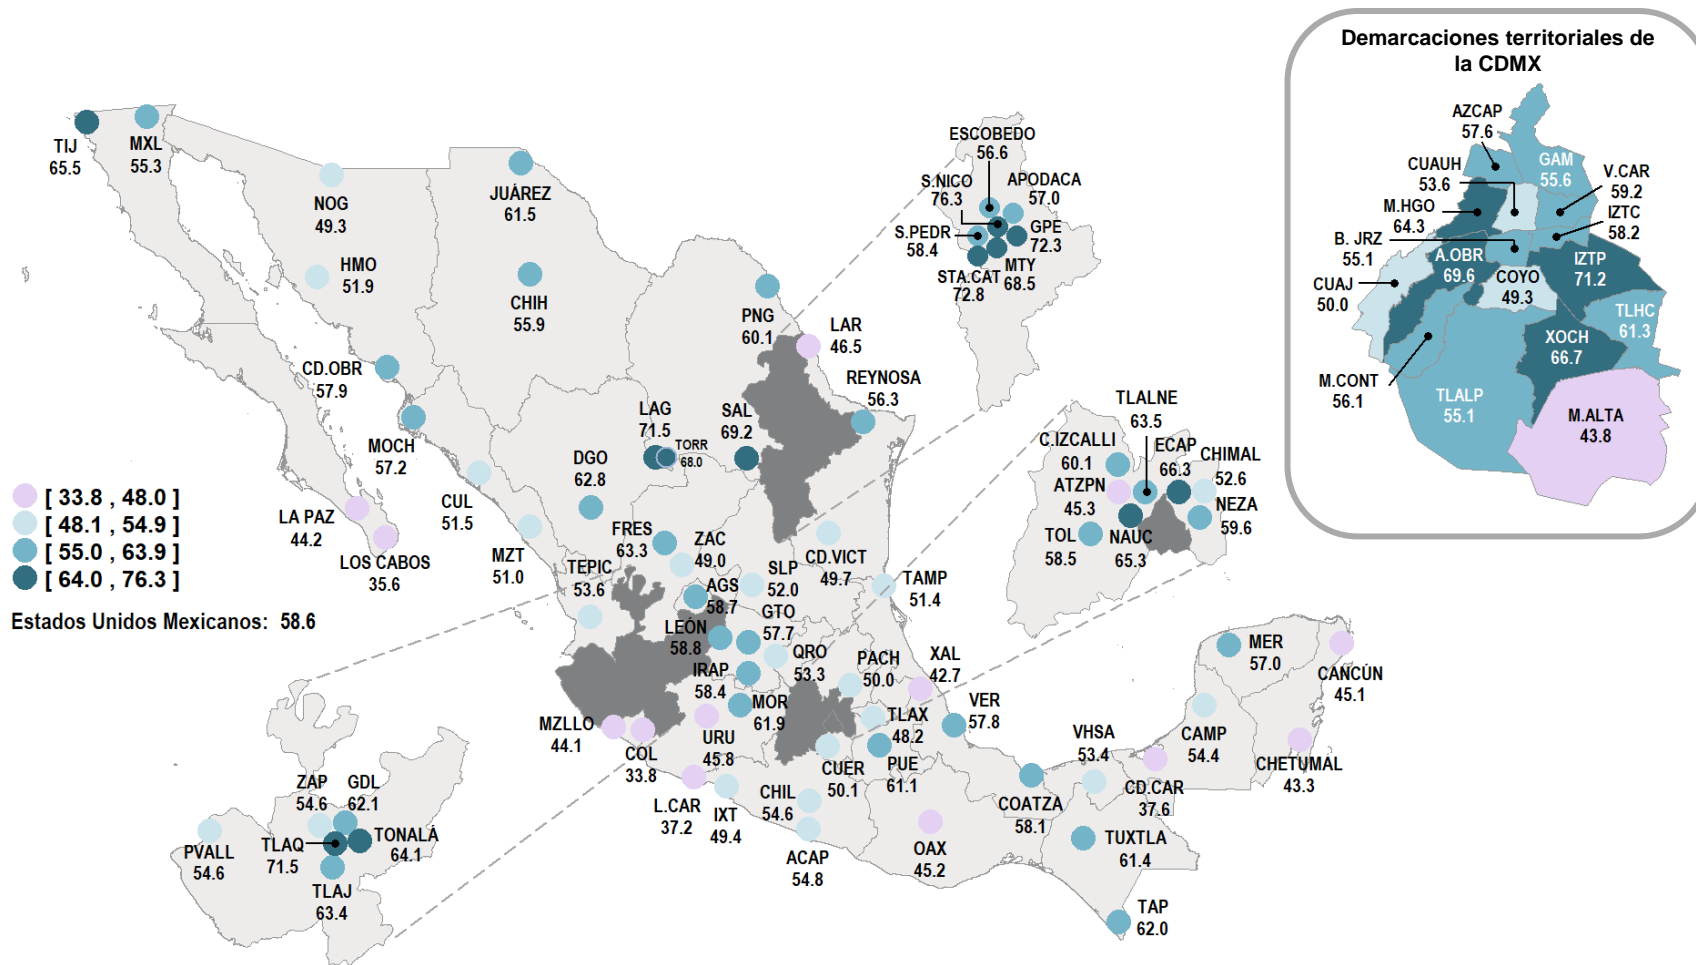 Demarcaciones territoriales de
la CDMX
AZCAP
57.6
GAM
55.6
CUAUH
53.6
V.CAR
59.2
M.HGO
64.3
IZTC
58.2
B. JRZ
55.1
A.OBR
69.6
IZTP
71.2
CUAJ
50.0
COYO
49.3
TLHC
61.3
XOCH
66.7
M.CONT
56.1
TLALP
55.1
M.ALTA
43.8
TIJ
65.5
MXL
55.3
NOG
49.3
JUÁREZ
61.5
HMO
51.9
CHIH
55.9
CD.OBR
57.9
MOCH
57.2
PNG
60.1
LAR
46.5
REYNOSA
56.3
LAG
71.5
TORR
68.0
SAL
69.2
DGO
62.8
CUL
51.5
LA PAZ
44.2
LOS CABOS
35.6
MZT
51.0
FRES
63.3
ZAC
49.0
TEPIC
53.6
AGS
58.7
SLP
52.0
CD.VICT
49.7
TAMP
51.4
LEÓN
58.8
GTO
57.7
IRAP
58.4
QRO
53.3
PACH
50.0
XAL
42.7
VER
57.8
MZLLO
44.1
COL
33.8
URU
45.8
MOR
61.9
TLAX
48.2
CUER
50.1
PUE
61.1
L.CAR
37.2
IXT
49.4
CHIL
54.6
ACAP
54.8
OAX
45.2
COATZA
58.1
VHSA
53.4
CD.CAR
37.6
TUXTLA
61.4
TAP
62.0
MER
57.0
CANCÚN
45.1
CAMP
54.4
CHETUMAL
43.3
ESCOBEDO
56.6
S.NICO
76.3
APODACA
57.0
S.PEDR
58.4
GPE
72.3
STA.CAT
72.8
MTY
68.5
TLALNE
63.5
C.IZCALLI
60.1
ECAP
66.3
CHIMAL
52.6
ATZPN
45.3
NEZA
59.6
TOL
58.5
NAUC
65.3
ZAP
54.6
GDL
62.1
PVALL
54.6
TLAQ
71.5
TONALÁ
64.1
TLAJ
63.4
[ 33.8 , 48.0 ]
[ 48.1 , 54.9 ]
[ 55.0 , 63.9 ]
[ 64.0 , 76.3 ]
Estados Unidos Mexicanos: 58.6